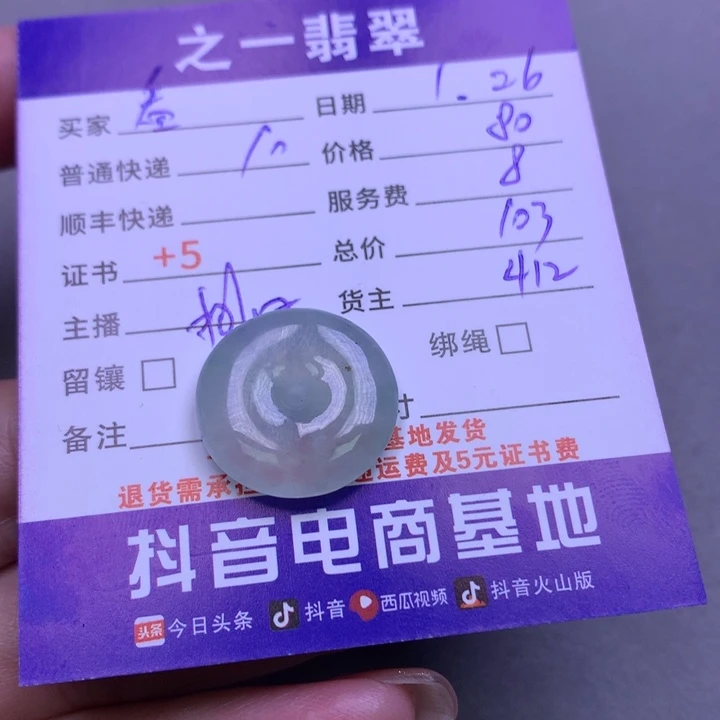 之一翡翠
买家 日期 1.26
普通快递 10 价格 80
顺丰快递 服务费 8
证书 +5 总价 103
主播 货主 412
留镶 绑绳
备注 寸
基地发货
退货需承担 运费及5元证书费
抖音电商基地
头条 今日头条 抖音 西瓜视频 抖音火山版